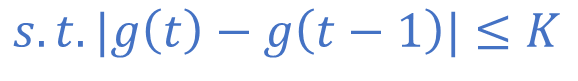 s.t.|g(t) − g(t − 1)| ≤ K